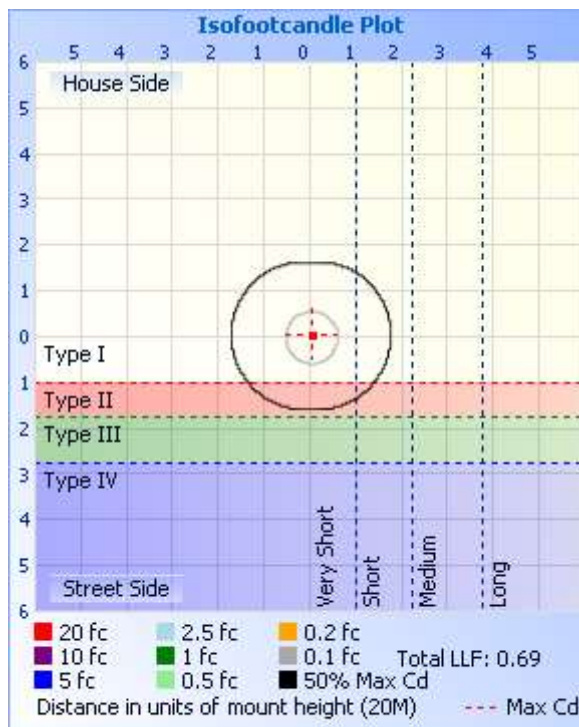 Isofootcandle Plot
5 4 3 2 1 0 1 2 3 4 5
6
House Side
5
4
3
2
1
0
Type I
1
Type II
2
Type III
3
Type IV
4
5
6
Street Side
Very Short
Short
Medium
Long
20 fc 2.5 fc 0.2 fc
10 fc 1 fc 0.1 fc Total LLF: 0.69
5 fc 0.5 fc 50% Max Cd
Distance in units of mount height (20M) --- Max Cd